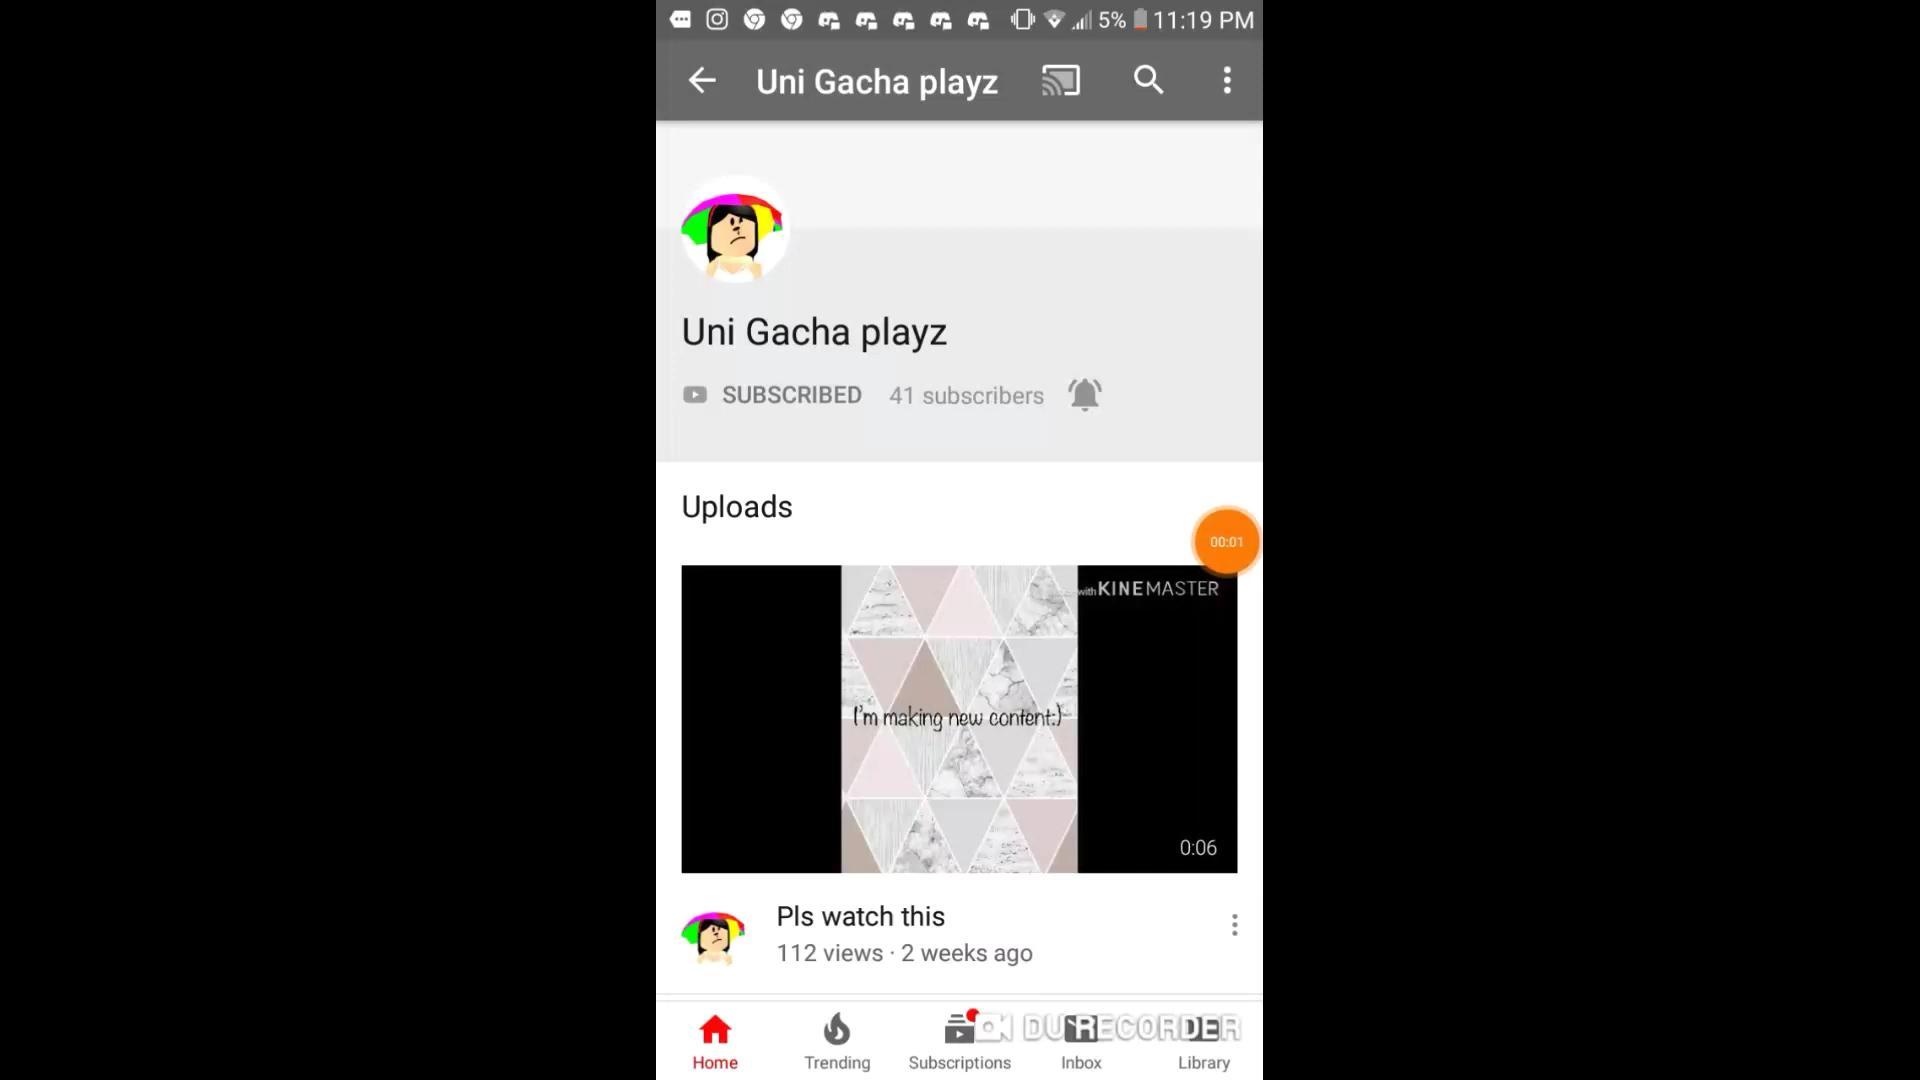 5% 11:19 PM
Uni Gacha playz
Uni Gacha playz
SUBSCRIBED 41 subscribers
Uploads
00:01
with KINEMASTER
I'm making new content:)
0:06
Pls watch this
112 views · 2 weeks ago
DU RECORDER
Home Trending Subscriptions Inbox Library